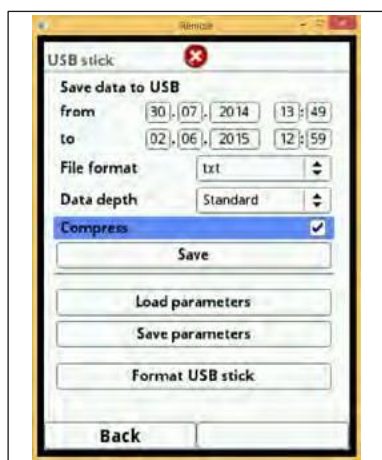 Remote
USB stick
Save data to USB
from 30.07.2014 13:49
to 02.06.2015 12:59
File format txt
Data depth Standard
Compress
Save
Load parameters
Save parameters
Format USB stick
Back